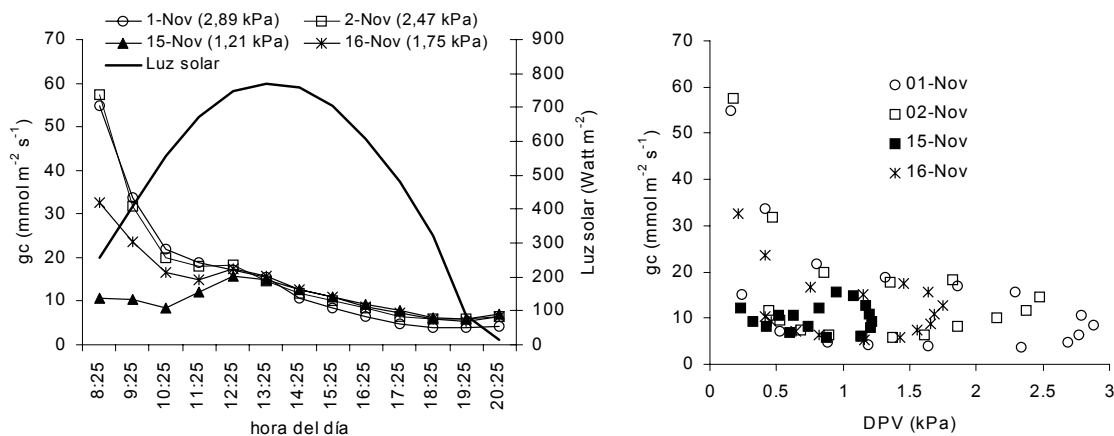 1-Nov (2,89 kPa) 2-Nov (2,47 kPa)
15-Nov (1,21 kPa) 16-Nov (1,75 kPa)
Luz solar
gc (mmol m⁻² s⁻¹)
70
60
50
40
30
20
10
0
900
800
700
600
500
400
300
200
100
0
Luz solar (Watt m⁻²)
8:25 9:25 10:25 11:25 12:25 13:25 14:25 15:25 16:25 17:25 18:25 19:25 20:25
hora del día
gc (mmol m⁻² s⁻¹)
70
60
50
40
30
20
10
0
01-Nov
02-Nov
15-Nov
16-Nov
0 0.5 1 1.5 2 2.5 3
DPV (kPa)